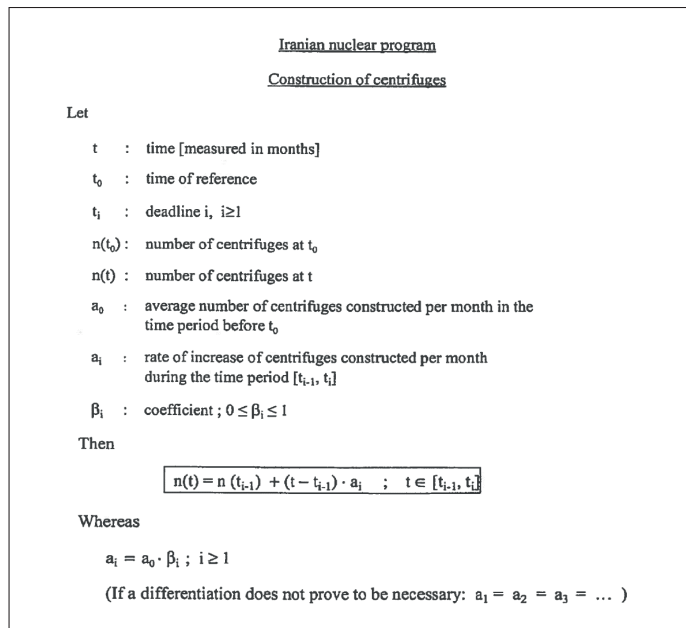 Iranian nuclear program
Construction of centrifuges
Let
t : time [measured in months]
t₀ : time of reference
tᵢ : deadline i, i≥1
n(t₀) : number of centrifuges at t₀
n(t) : number of centrifuges at t
a₀ : average number of centrifuges constructed per month in the
time period before t₀
aᵢ : rate of increase of centrifuges constructed per month
during the time period [tᵢ₋₁, tᵢ]
βᵢ : coefficient ; 0 ≤ βᵢ ≤ 1
Then
n(t) = n (tᵢ₋₁) + (t – tᵢ₋₁) · aᵢ ; t ∈ [tᵢ₋₁, tᵢ]
Whereas
aᵢ = a₀ · βᵢ ; i ≥ 1
(If a differentiation does not prove to be necessary: a₁ = a₂ = a₃ = ... )